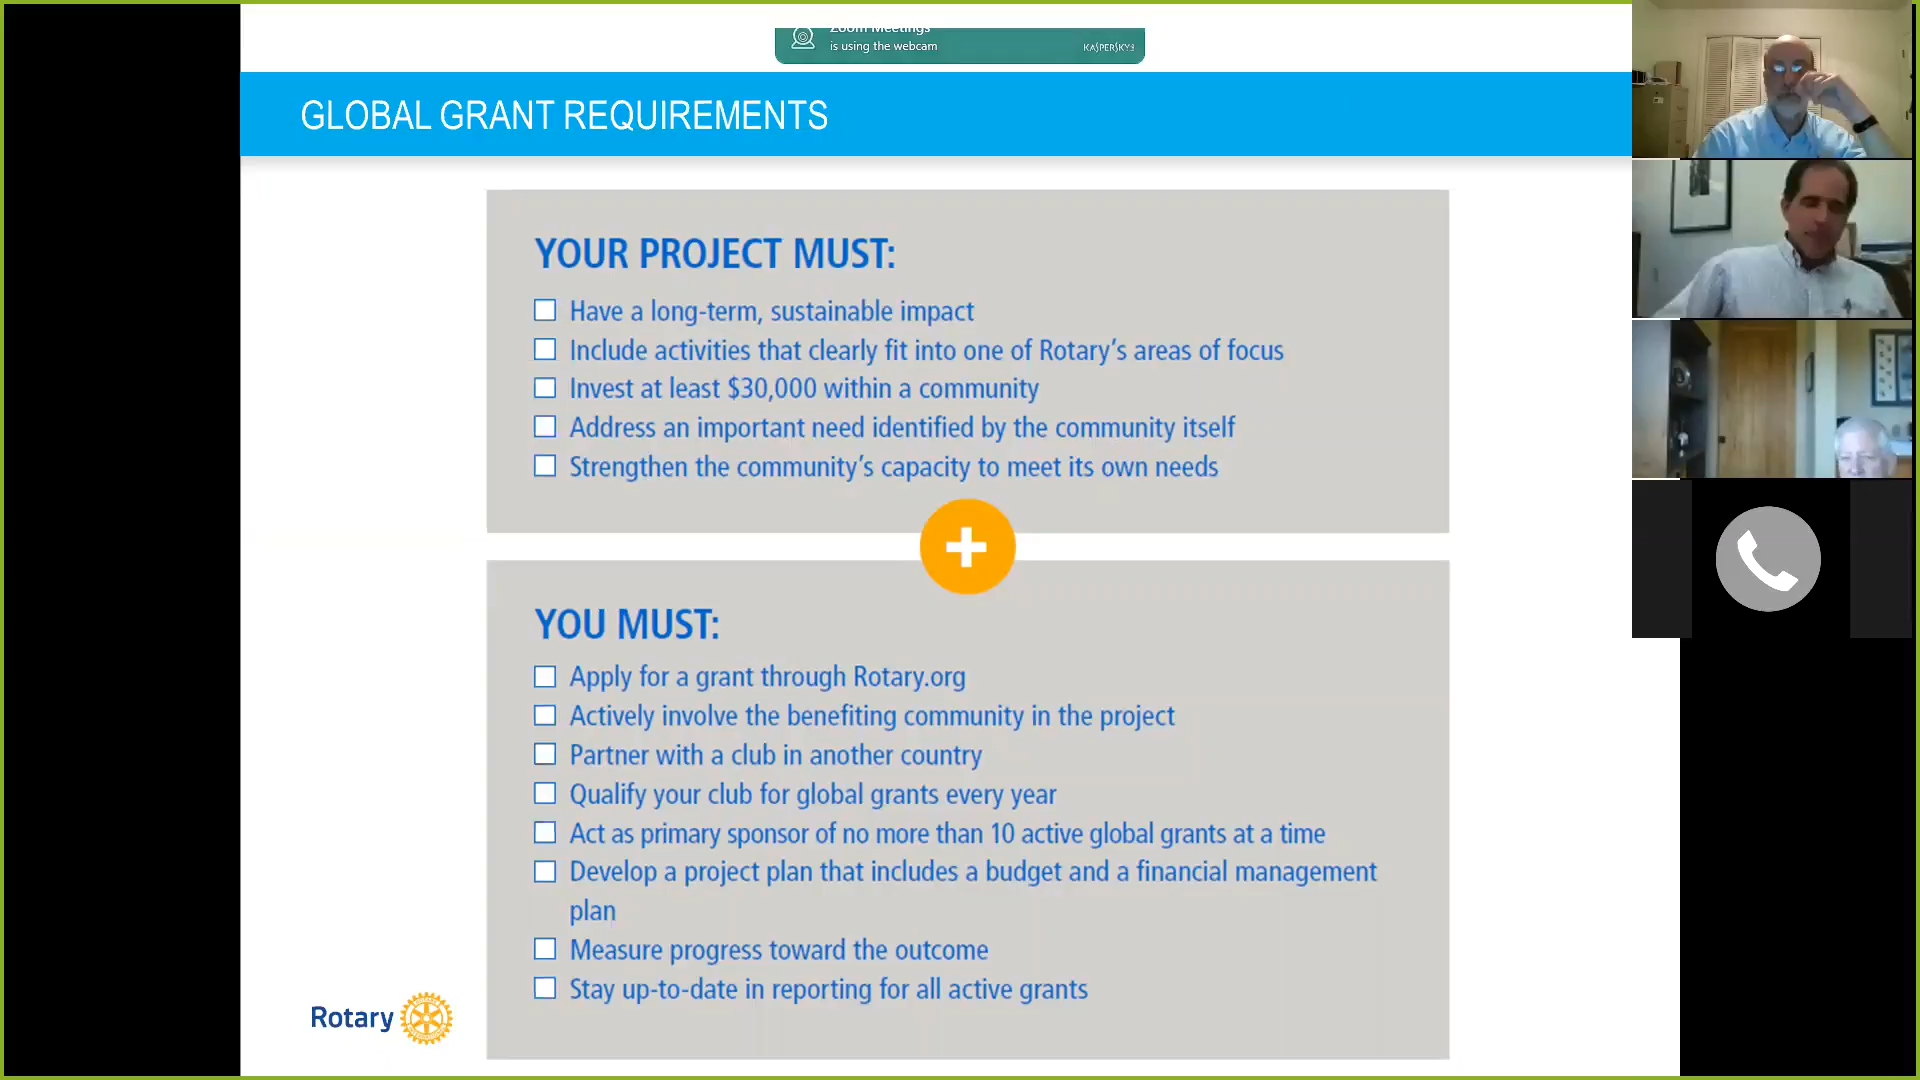 Zoom Meetings
is using the webcam
KASPERSKY
GLOBAL GRANT REQUIREMENTS
YOUR PROJECT MUST:
Have a long-term, sustainable impact
Include activities that clearly fit into one of Rotary's areas of focus
Invest at least $30,000 within a community
Address an important need identified by the community itself
Strengthen the community's capacity to meet its own needs
YOU MUST:
Apply for a grant through Rotary.org
Actively involve the benefiting community in the project
Partner with a club in another country
Qualify your club for global grants every year
Act as primary sponsor of no more than 10 active global grants at a time
Develop a project plan that includes a budget and a financial management
plan
Measure progress toward the outcome
Stay up-to-date in reporting for all active grants
Rotary